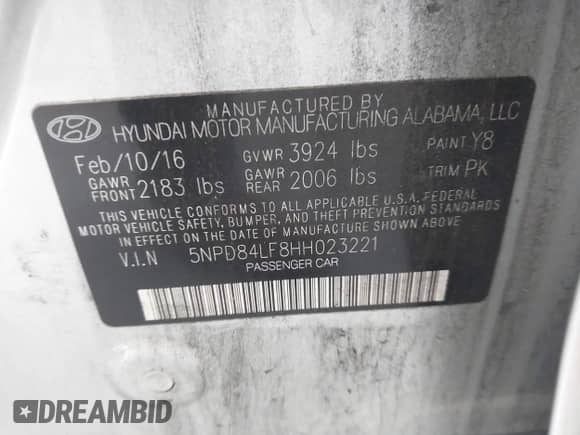 MANUFACTURED BY
HYUNDAI MOTOR MANUFACTURING ALABAMA, LLC
Feb/10/16 GVWR 3924 lbs PAINT Y8
GAWR FRONT 2183 lbs GAWR REAR 2006 lbs TRIM PK
THIS VEHICLE CONFORMS TO ALL APPLICABLE U.S.A. FEDERAL
MOTOR VEHICLE SAFETY, BUMPER, AND THEFT PREVENTION STANDARDS
IN EFFECT ON THE DATE OF MANUFACTURE SHOWN ABOVE.
V.I.N 5NPD84LF8HH023221
PASSENGER CAR
DREAMBID